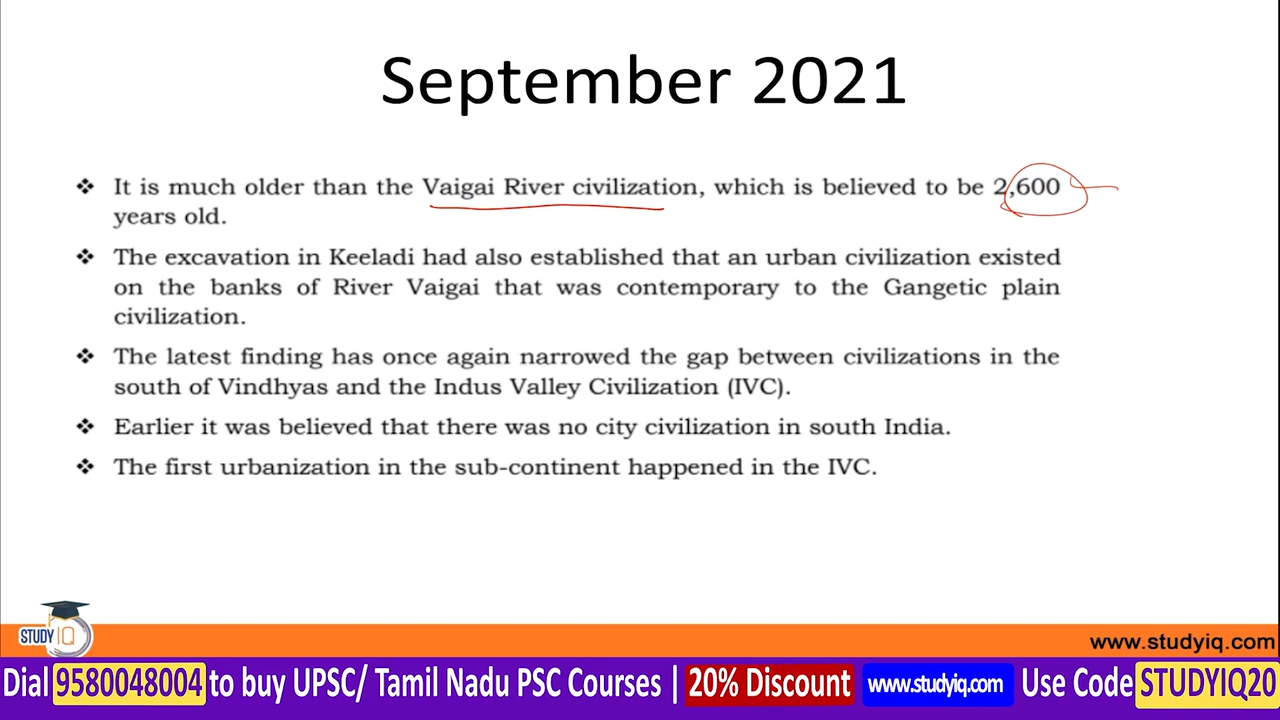 September 2021
❖ It is much older than the Vaigai River civilization, which is believed to be 2,600
years old.
❖ The excavation in Keeladi had also established that an urban civilization existed
on the banks of River Vaigai that was contemporary to the Gangetic plain
civilization.
❖ The latest finding has once again narrowed the gap between civilizations in the
south of Vindhyas and the Indus Valley Civilization (IVC).
❖ Earlier it was believed that there was no city civilization in south India.
❖ The first urbanization in the sub-continent happened in the IVC.
STUDY IQ
www.studyiq.com
Dial 9580048004 to buy UPSC/ Tamil Nadu PSC Courses | 20% Discount www.studyiq.com Use Code STUDYIQ20